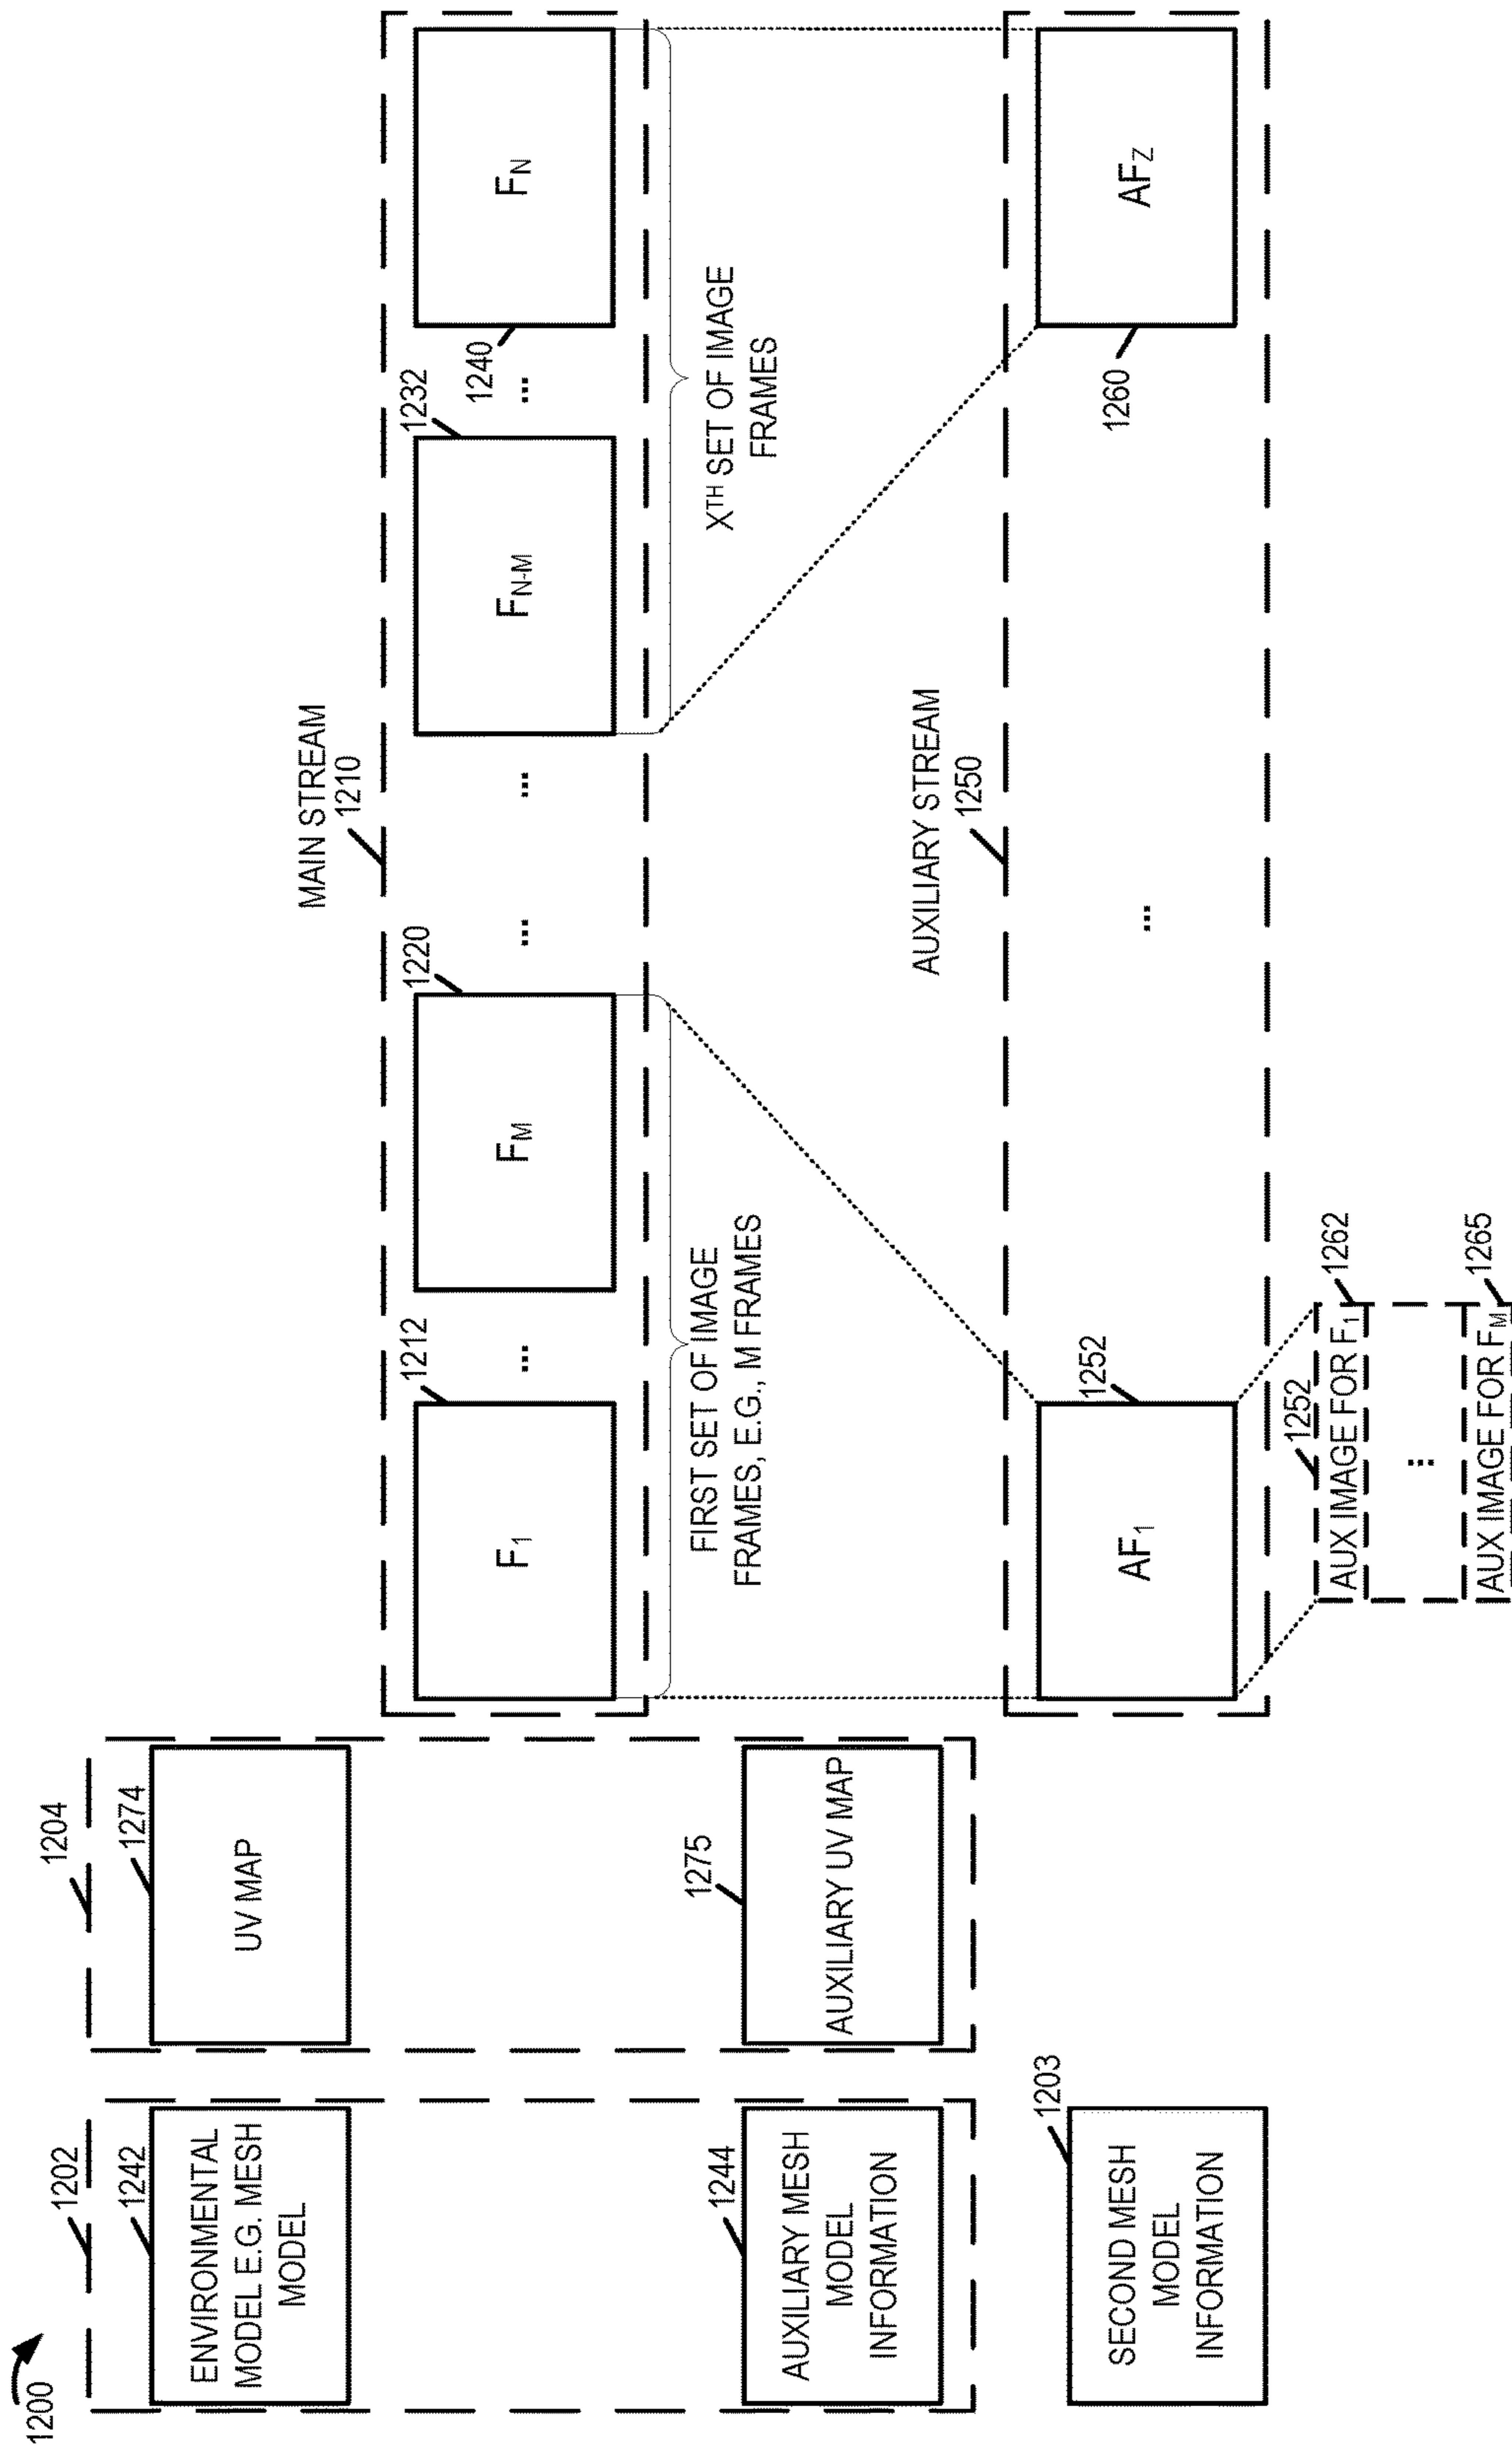 1200
1202
1242
ENVIRONMENTAL
MODEL E.G. MESH
MODEL
1244
AUXILIARY MESH
MODEL
INFORMATION
1203
SECOND MESH
MODEL
INFORMATION
1204
1274
UV MAP
1275
AUXILIARY UV MAP
MAIN STREAM
1210
1212
F1
...
1220
FM
...
...
1232
FN-M
...
1240
FN
FIRST SET OF IMAGE
FRAMES, E.G., M FRAMES
XTH SET OF IMAGE
FRAMES
AUXILIARY STREAM
1250
1252
AF1
...
1260
AFZ
1252
1262
AUX IMAGE FOR F1
...
1265
AUX IMAGE FOR FM